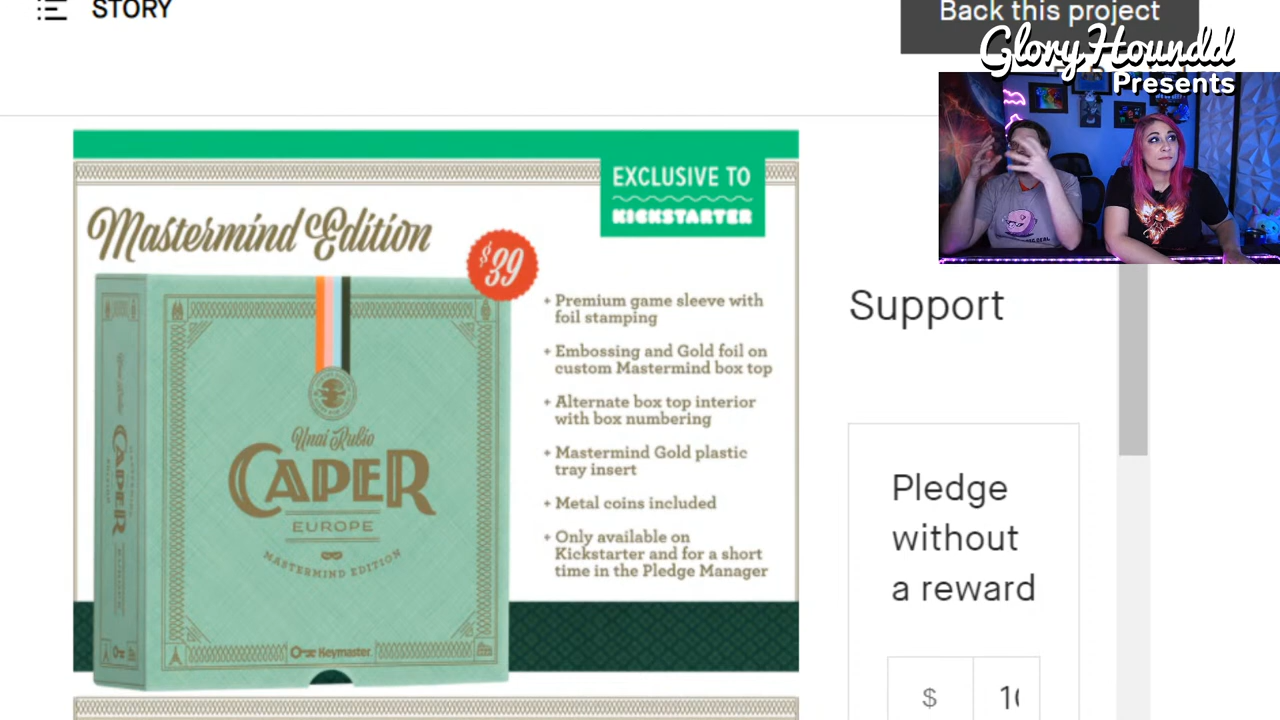 STORY
Back this project
GloryHoundd
Presents
EXCLUSIVE TO
KICKSTARTER
Mastermind Edition
$39
+ Premium game sleeve with
foil stamping
+ Embossing and Gold foil on
custom Mastermind box top
+ Alternate box top interior
with box numbering
+ Mastermind Gold plastic
tray insert
+ Metal coins included
+ Only available on
Kickstarter and for a short
time in the Pledge Manager
Unai Rubio
CAPER
EUROPE
MASTERMIND EDITION
Keymaster
CAPER
Support
Pledge
without
a reward
$